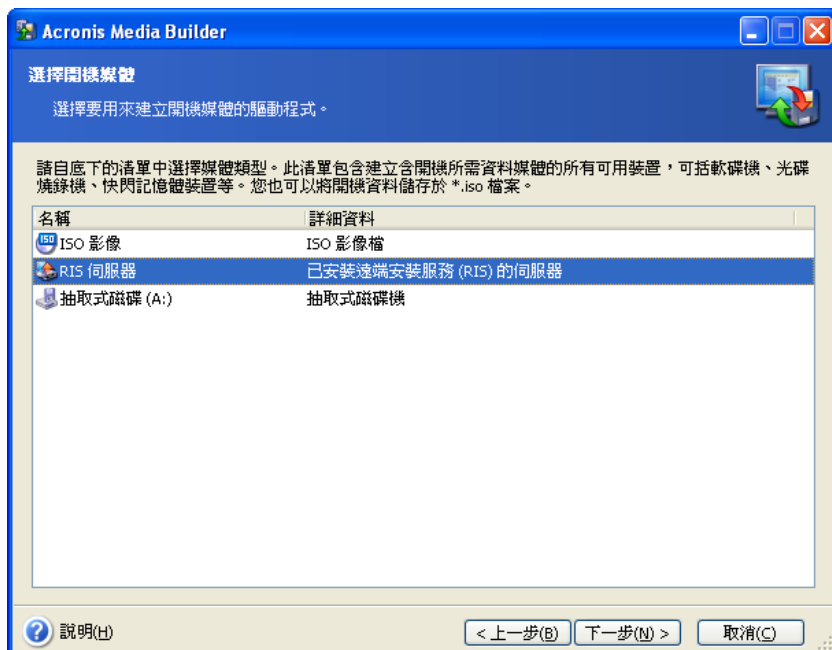 Acronis Media Builder
選擇開機媒體
選擇要用來建立開機媒體的驅動程式。
請自底下的清單中選擇媒體類型。此清單包含建立含開機所需資料媒體的所有可用裝置，可括軟碟機、光碟
燒錄機、快閃記憶體裝置等。您也可以將開機資料儲存於 *.iso 檔案。
名稱 詳細資料
ISO ISO 影像 ISO 影像檔
RIS 伺服器 已安裝遠端安裝服務 (RIS) 的伺服器
抽取式磁碟 (A:) 抽取式磁碟機
說明(H) < 上一步(B) 下一步(N) > 取消(C)